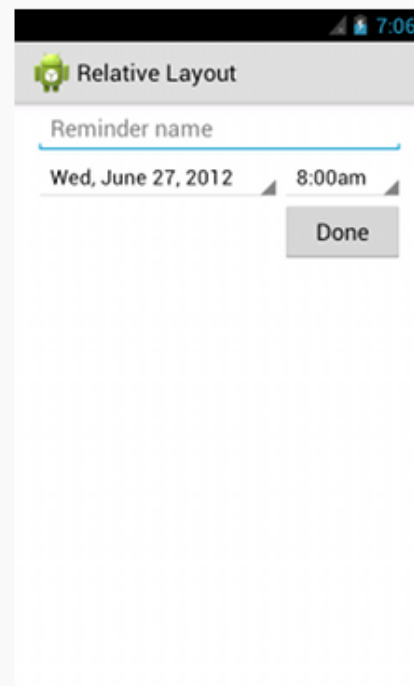 7:06
Relative Layout
Reminder name
Wed, June 27, 2012 8:00am
Done